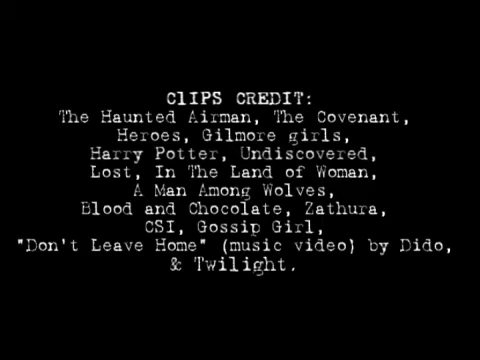 ClIPS CREDIT:
The Haunted Airman, The Covenant,
Heroes, Gilmore girls,
Harry Potter, Undiscovered,
Lost, In The Land of Woman,
A Man Among Wolves,
Blood and Chocolate, Zathura,
CSI, Gossip Girl,
"Don't Leave Home" (music video) by Dido,
& Twilight.